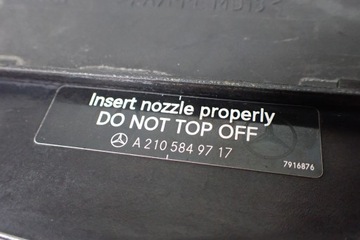 Insert nozzle properly
DO NOT TOP OFF
A 210 584 97 17
7916876